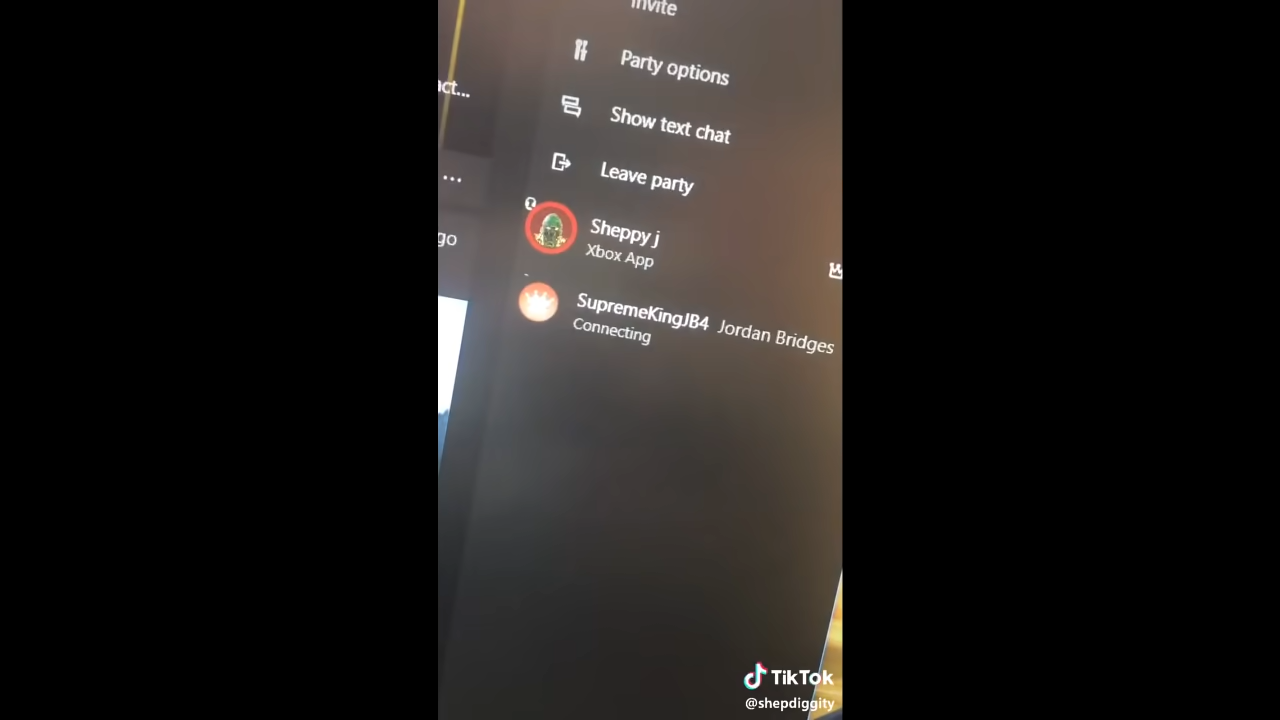 Invite
Party options
Show text chat
Leave party
Sheppy j
Xbox App
SupremeKingJB4 Jordan Bridges
Connecting
TikTok
@shepdiggity